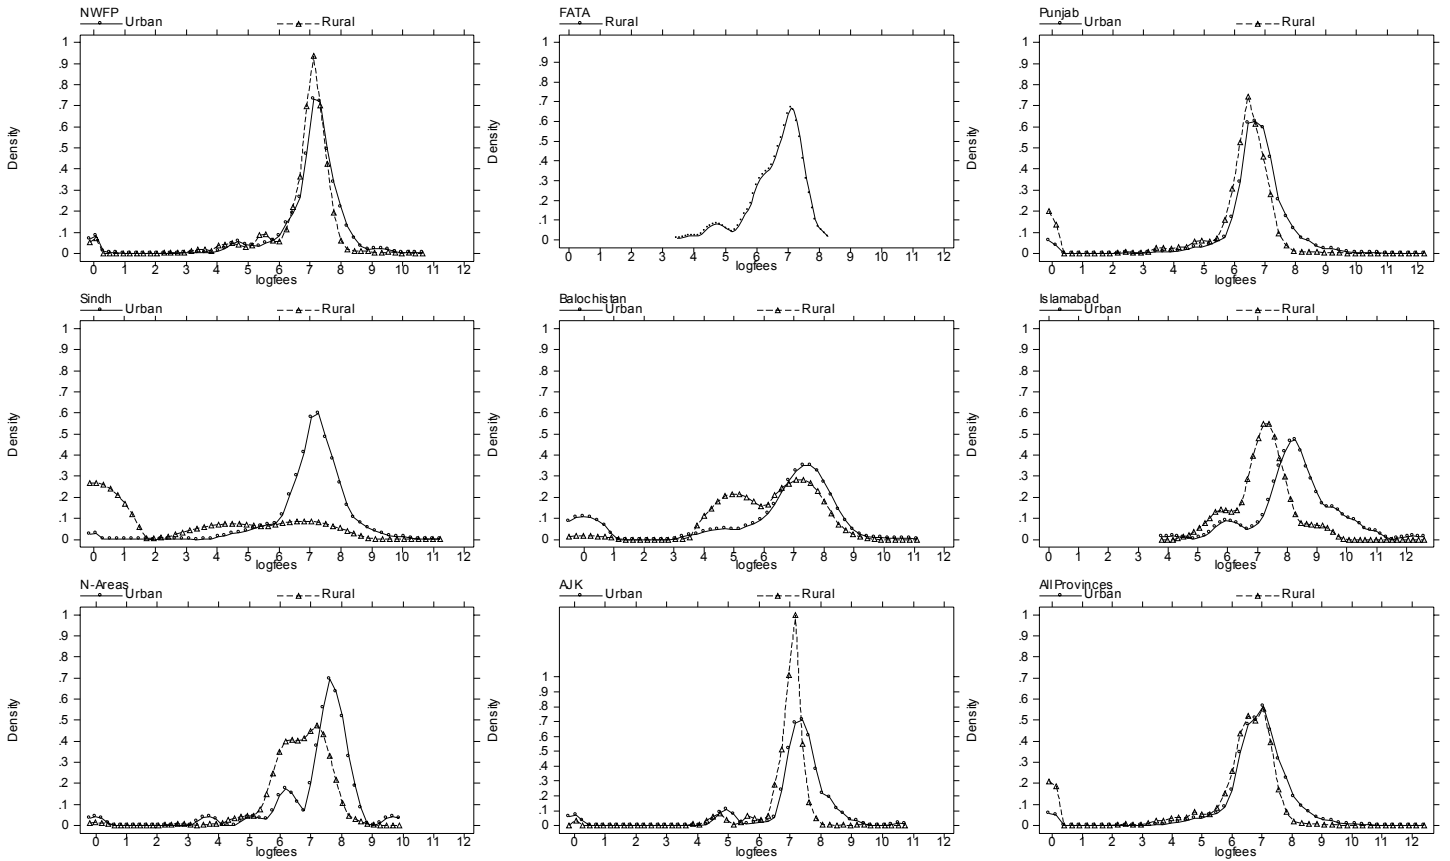 NWFP
Urban Rural
Density
1
.9
.8
.7
.6
.5
.4
.3
.2
.1
0
0 1 2 3 4 5 6 7 8 9 10 11 12
logfees
FATA
Rural
Density
1
.9
.8
.7
.6
.5
.4
.3
.2
.1
0
0 1 2 3 4 5 6 7 8 9 10 11 12
logfees
Punjab
Urban Rural
Density
1
.9
.8
.7
.6
.5
.4
.3
.2
.1
0
0 1 2 3 4 5 6 7 8 9 10 11 12
logfees
Sindh
Urban Rural
Density
1
.9
.8
.7
.6
.5
.4
.3
.2
.1
0
0 1 2 3 4 5 6 7 8 9 10 11 12
logfees
Balochistan
Urban Rural
Density
1
.9
.8
.7
.6
.5
.4
.3
.2
.1
0
0 1 2 3 4 5 6 7 8 9 10 11 12
logfees
Islamabad
Urban Rural
Density
1
.9
.8
.7
.6
.5
.4
.3
.2
.1
0
0 1 2 3 4 5 6 7 8 9 10 11 12
logfees
N-Areas
Urban Rural
Density
1
.9
.8
.7
.6
.5
.4
.3
.2
.1
0
0 1 2 3 4 5 6 7 8 9 10 11 12
logfees
AJK
Urban Rural
Density
1
.9
.8
.7
.6
.5
.4
.3
.2
.1
0
0 1 2 3 4 5 6 7 8 9 10 11 12
logfees
All Provinces
Urban Rural
Density
1
.9
.8
.7
.6
.5
.4
.3
.2
.1
0
0 1 2 3 4 5 6 7 8 9 10 11 12
logfees